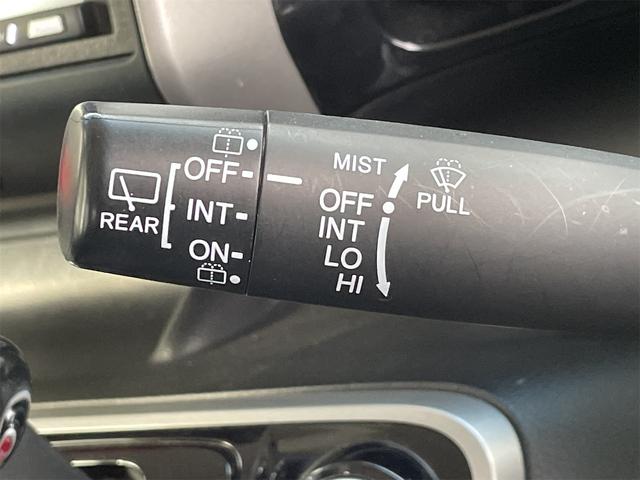 REAR
OFF
INT
ON
MIST
OFF
INT
LO
HI
PULL